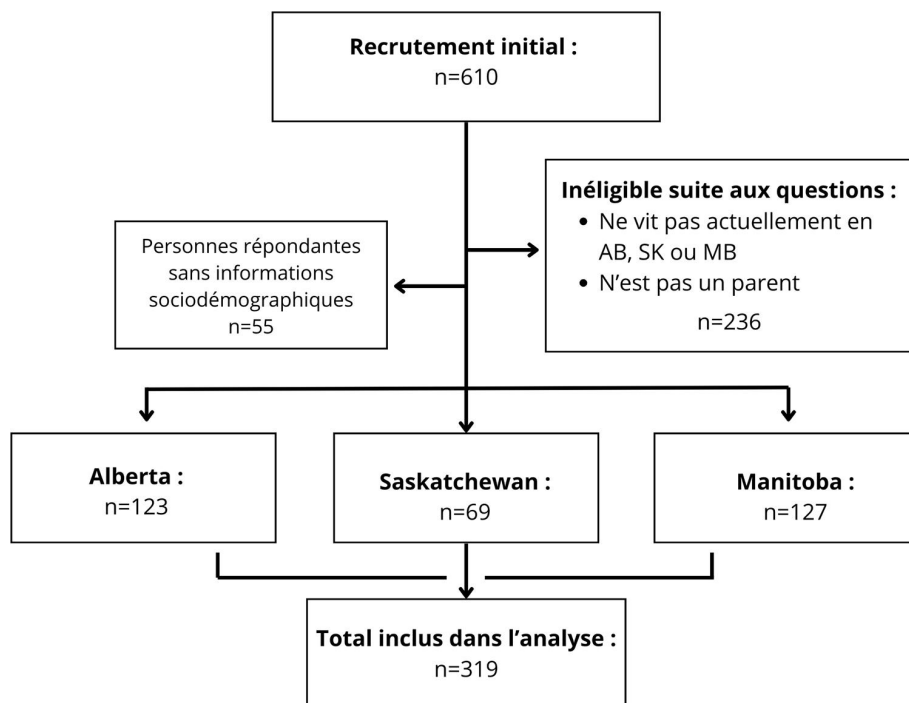 Recrutement initial :
n=610
Inéligible suite aux questions :
• Ne vit pas actuellement en
AB, SK ou MB
• N’est pas un parent
n=236
Personnes répondantes
sans informations
sociodémographiques
n=55
Alberta :
n=123
Saskatchewan :
n=69
Manitoba :
n=127
Total inclus dans l’analyse :
n=319